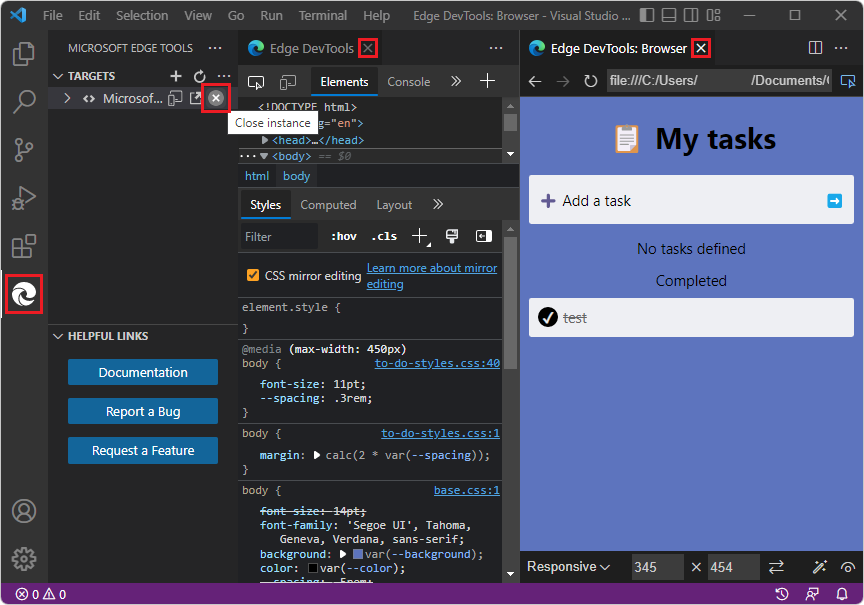 File Edit Selection View Go Run Terminal Help Edge DevTools: Browser - Visual Studio ...
MICROSOFT EDGE TOOLS ...
TARGETS
Microsof...
Close instance
HELPFUL LINKS
Documentation
Report a Bug
Request a Feature
Edge DevTools
Elements Console
<!DOCTYPE html>
g="en">
<head>…</head>
<body> == $0
html body
Styles Computed Layout
Filter :hov .cls
CSS mirror editing Learn more about mirror
editing
element.style {
}
@media (max-width: 450px)
body { to-do-styles.css:40
font-size: 11pt;
--spacing: .3rem;
}
body { to-do-styles.css:1
margin: calc(2 * var(--spacing));
}
body { base.css:1
font-size: 14pt;
font-family: 'Segoe UI', Tahoma,
Geneva, Verdana, sans-serif;
background: var(--background);
color: var(--color);
--spacing: .5rem;
Edge DevTools: Browser
file:///C:/Users/ /Documents/
My tasks
Add a task
No tasks defined
Completed
test
Responsive 345 × 454
0 0